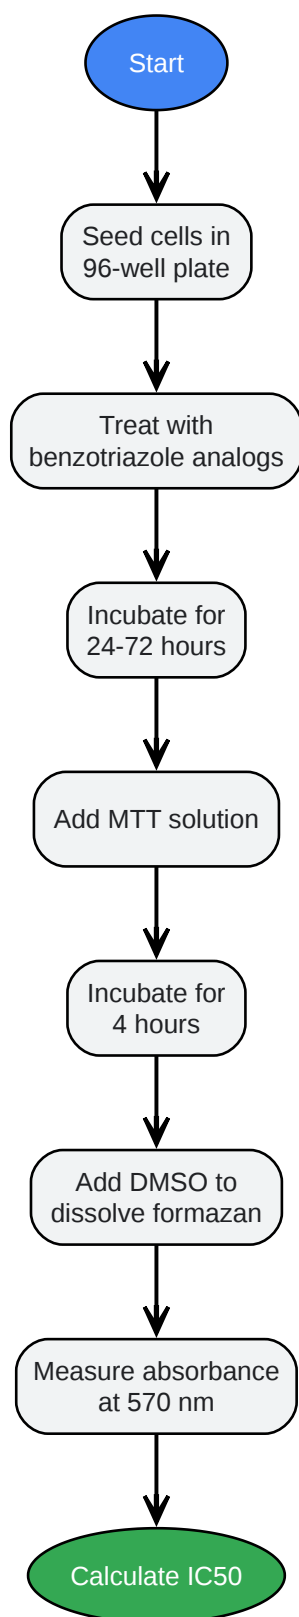 Start
Seed cells in
96-well plate
Treat with
benzotriazole analogs
Incubate for
24-72 hours
Add MTT solution
Incubate for
4 hours
Add DMSO to
dissolve formazan
Measure absorbance
at 570 nm
Calculate IC50